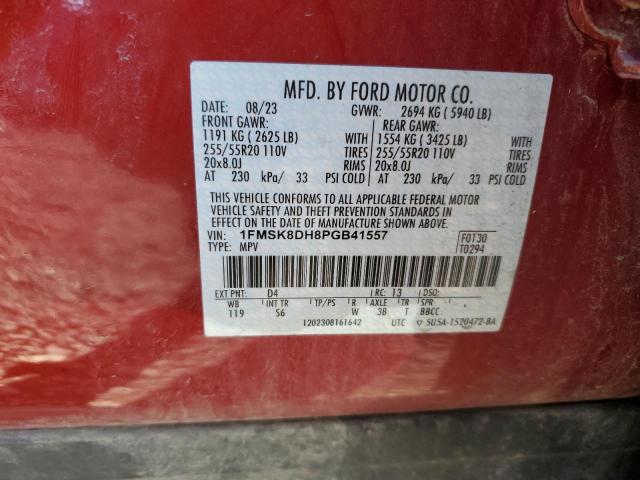 MFD. BY FORD MOTOR CO.
DATE: 08/23 GVWR: 2694 KG ( 5940 LB)
FRONT GAWR: REAR GAWR:
1191 KG ( 2625 LB) WITH 1554 KG ( 3425 LB) WITH
255/55R20 110V TIRES 255/55R20 110V TIRES
20x8.0J RIMS 20x8.0J RIMS
AT 230 kPa/ 33 PSI COLD AT 230 kPa/ 33 PSI COLD
THIS VEHICLE CONFORMS TO ALL APPLICABLE FEDERAL MOTOR
VEHICLE SAFETY AND THEFT PREVENTION STANDARDS IN
EFFECT ON THE DATE OF MANUFACTURE SHOWN ABOVE.
VIN: 1FMSK8DH8PGB41557 F0130
TYPE: MPV T0294
EXT PNT: D4 RC: 13 DSO:
WB INT TR TP/PS R AXLE TR SPR
119 S6 W 3B T BBCC
1202308161642 UTC ▽ 5U5A-1520472-BA